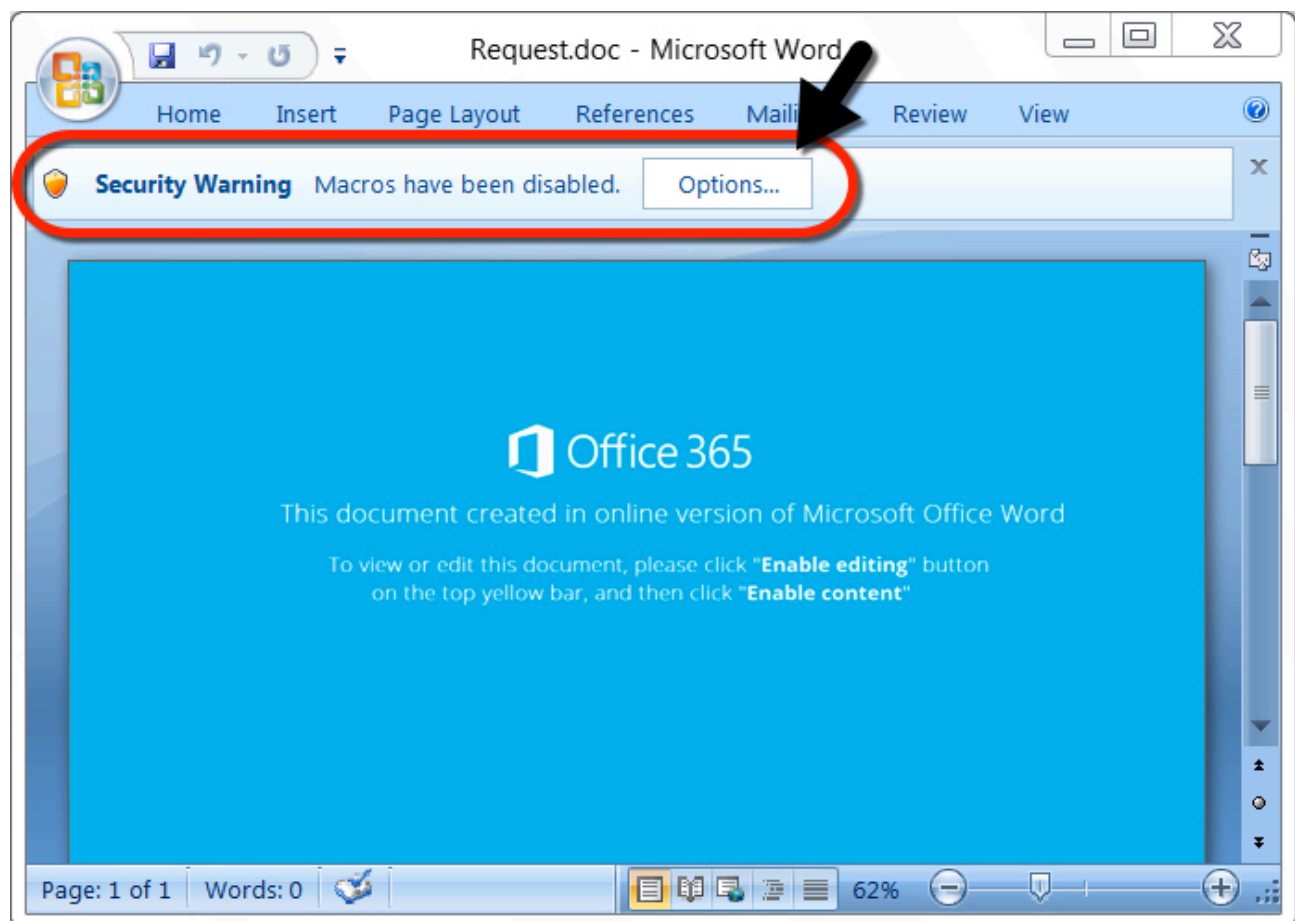 Request.doc - Microsoft Word
Home Insert Page Layout References Maili Review View
Security Warning Macros have been disabled. Options...
Office 365
This document created in online version of Microsoft Office Word
To view or edit this document, please click "Enable editing" button
on the top yellow bar, and then click "Enable content"
Page: 1 of 1 Words: 0 62%